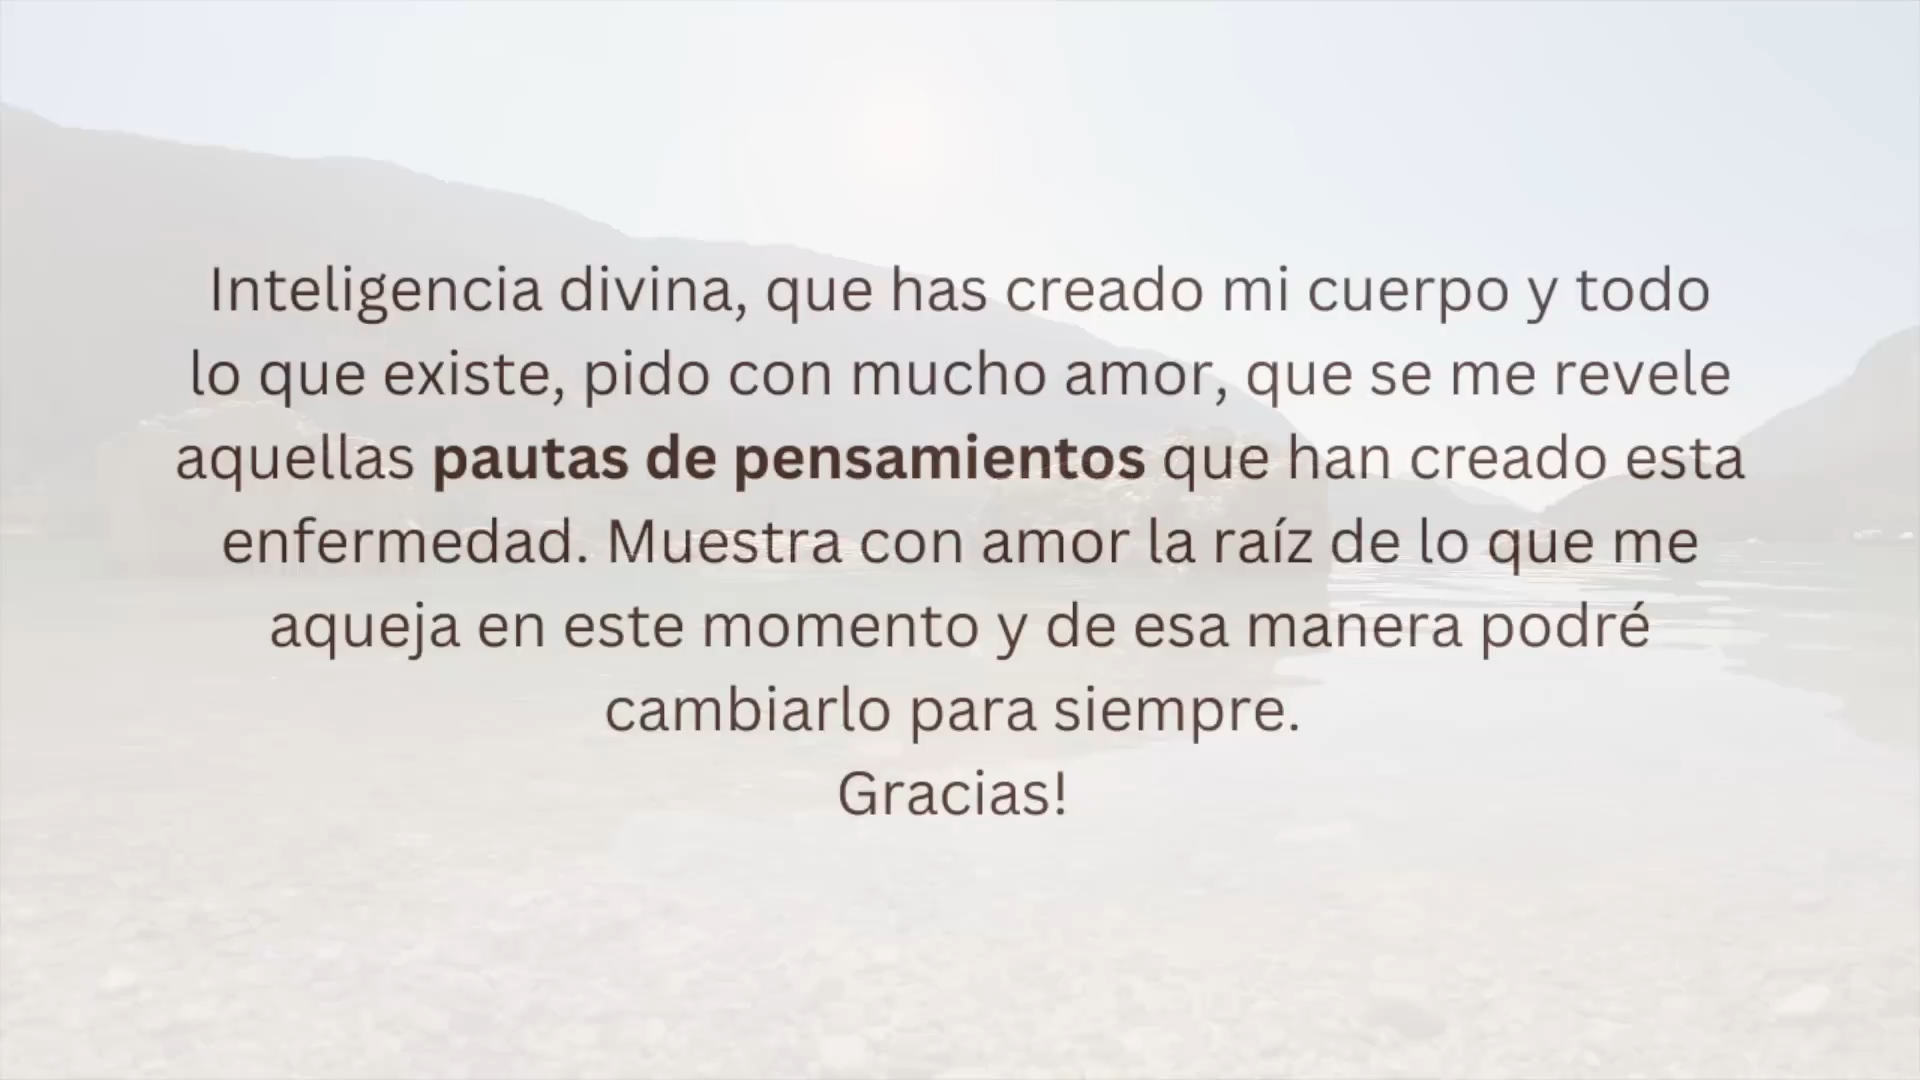 Inteligencia divina, que has creado mi cuerpo y todo
lo que existe, pido con mucho amor, que se me revele
aquellas pautas de pensamientos que han creado esta
enfermedad. Muestra con amor la raíz de lo que me
aqueja en este momento y de esa manera podré
cambiarlo para siempre.
Gracias!